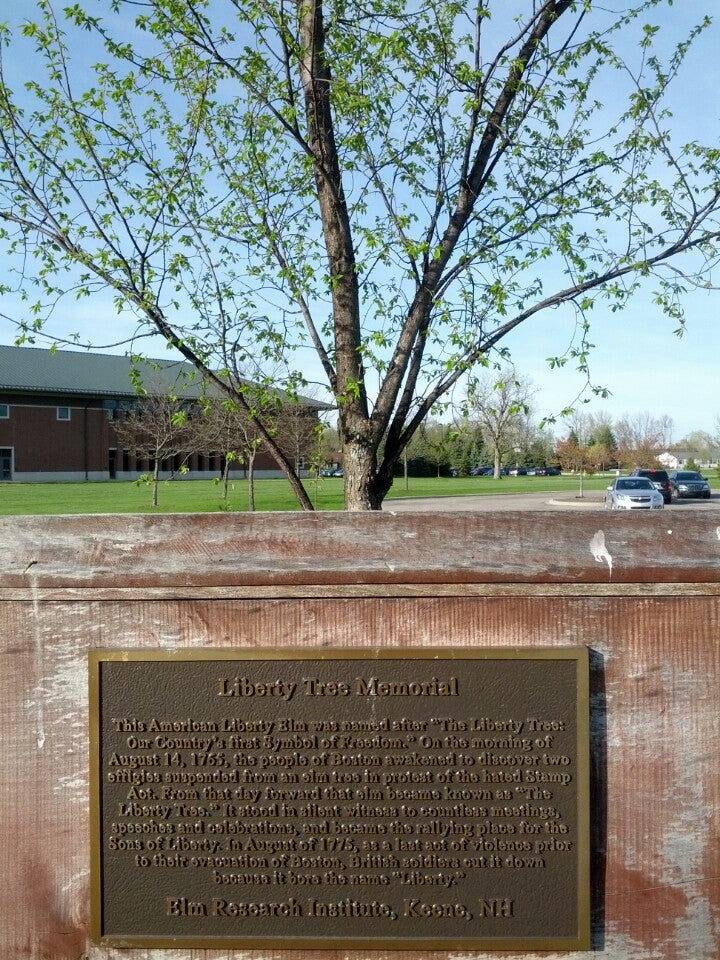 Liberty Tree Memorial
This American Liberty Elm was named after "The Liberty Tree:
Our Country's first Symbol of Freedom." On the morning of
August 14, 1765, the people of Boston awakened to discover two
effigies suspended from an elm tree in protest of the hated Stamp
Act. From that day forward that elm became known as "The
Liberty Tree." It stood in silent witness to countless meetings,
speeches and celebrations, and became the rallying place for the
Sons of Liberty. In August of 1775, as a last act of violence prior
to their evacuation of Boston, British soldiers cut it down
because it bore the name "Liberty."
Elm Research Institute, Keene, NH